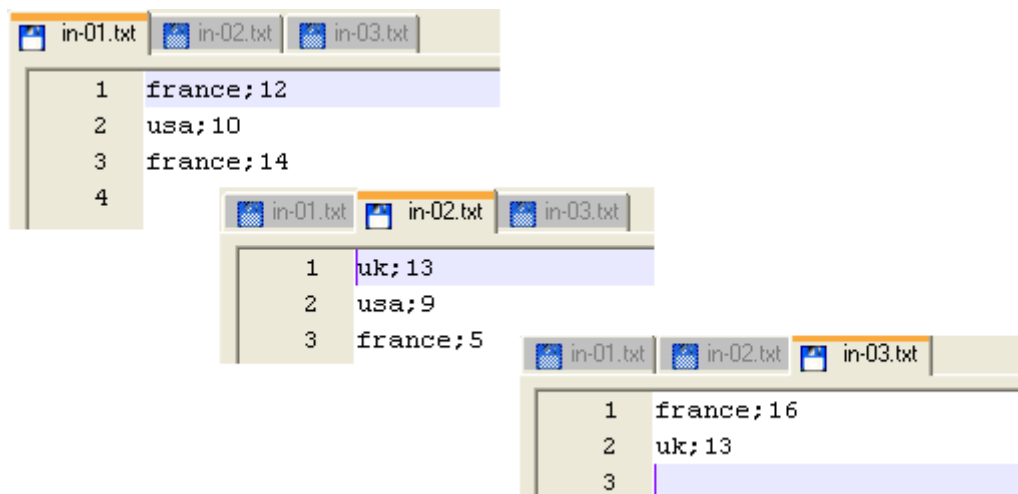 in-01.txt in-02.txt in-03.txt
1 france;12
2 usa;10
3 france;14
4
in-01.txt in-02.txt in-03.txt
1 uk;13
2 usa;9
3 france;5
in-01.txt in-02.txt in-03.txt
1 france;16
2 uk;13
3